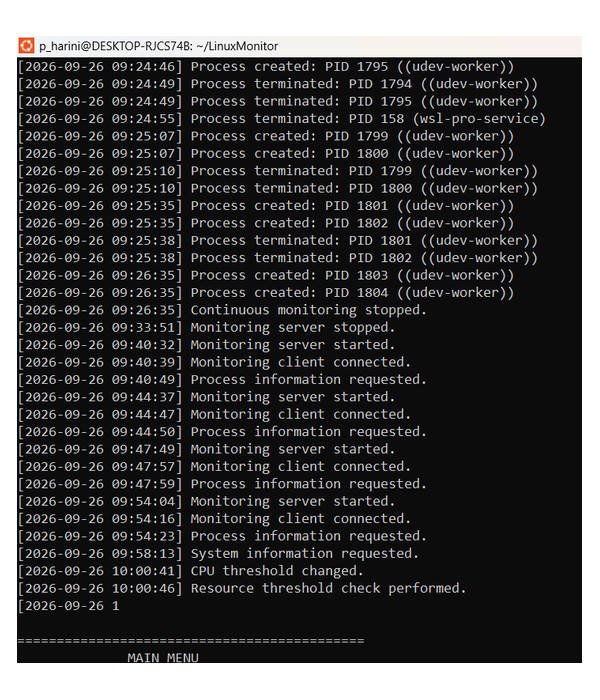 p_harini@DESKTOP-RJCS74B: ~/LinuxMonitor
[2026-09-26 09:24:46] Process created: PID 1795 ((udev-worker))
[2026-09-26 09:24:49] Process terminated: PID 1794 ((udev-worker))
[2026-09-26 09:24:49] Process terminated: PID 1795 ((udev-worker))
[2026-09-26 09:24:55] Process terminated: PID 158 (wsl-pro-service)
[2026-09-26 09:25:07] Process created: PID 1799 ((udev-worker))
[2026-09-26 09:25:07] Process created: PID 1800 ((udev-worker))
[2026-09-26 09:25:10] Process terminated: PID 1799 ((udev-worker))
[2026-09-26 09:25:10] Process terminated: PID 1800 ((udev-worker))
[2026-09-26 09:25:35] Process created: PID 1801 ((udev-worker))
[2026-09-26 09:25:35] Process created: PID 1802 ((udev-worker))
[2026-09-26 09:25:38] Process terminated: PID 1801 ((udev-worker))
[2026-09-26 09:25:38] Process terminated: PID 1802 ((udev-worker))
[2026-09-26 09:26:35] Process created: PID 1803 ((udev-worker))
[2026-09-26 09:26:35] Process created: PID 1804 ((udev-worker))
[2026-09-26 09:26:35] Continuous monitoring stopped.
[2026-09-26 09:33:51] Monitoring server stopped.
[2026-09-26 09:40:32] Monitoring server started.
[2026-09-26 09:40:39] Monitoring client connected.
[2026-09-26 09:40:49] Process information requested.
[2026-09-26 09:44:37] Monitoring server started.
[2026-09-26 09:44:47] Monitoring client connected.
[2026-09-26 09:44:50] Process information requested.
[2026-09-26 09:47:49] Monitoring server started.
[2026-09-26 09:47:57] Monitoring client connected.
[2026-09-26 09:47:59] Process information requested.
[2026-09-26 09:54:04] Monitoring server started.
[2026-09-26 09:54:16] Monitoring client connected.
[2026-09-26 09:54:23] Process information requested.
[2026-09-26 09:58:13] System information requested.
[2026-09-26 10:00:41] CPU threshold changed.
[2026-09-26 10:00:46] Resource threshold check performed.
[2026-09-26 1
============================================
MAIN MENU